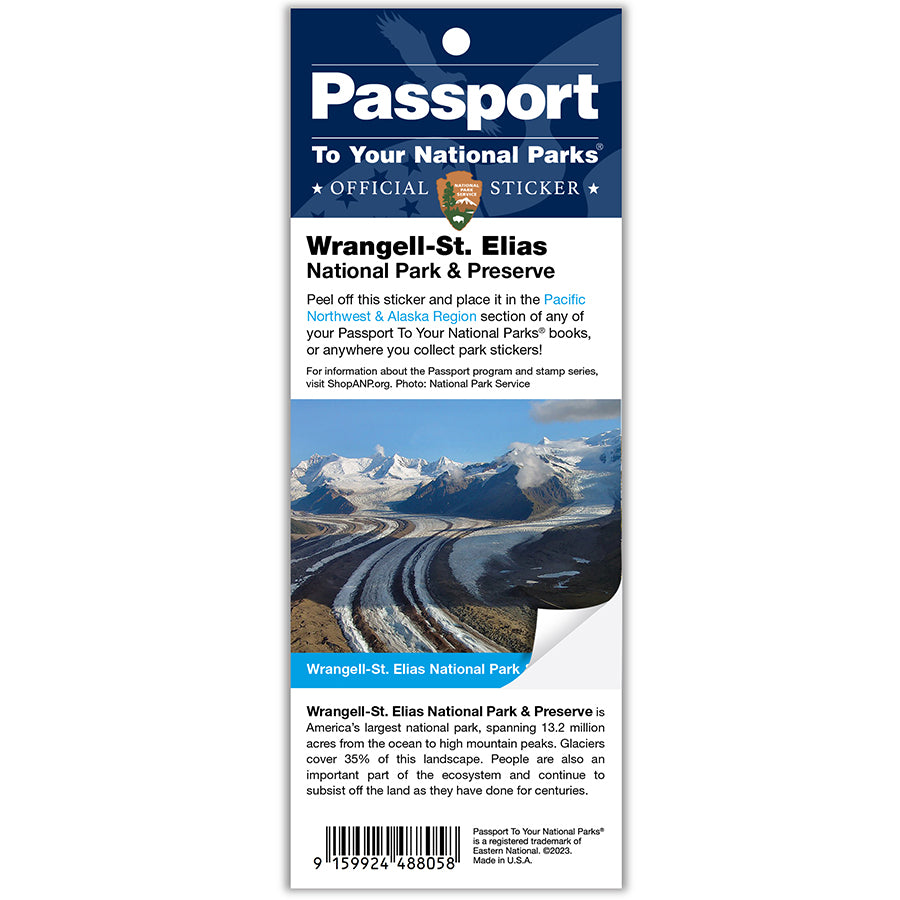 Passport
To Your National Parks®
★ OFFICIAL STICKER ★
NATIONAL
PARK
SERVICE
Wrangell-St. Elias
National Park & Preserve
Peel off this sticker and place it in the Pacific
Northwest & Alaska Region section of any of
your Passport To Your National Parks® books,
or anywhere you collect park stickers!
For information about the Passport program and stamp series,
visit ShopANP.org. Photo: National Park Service
Wrangell-St. Elias National Park
Wrangell-St. Elias National Park & Preserve is
America's largest national park, spanning 13.2 million
acres from the ocean to high mountain peaks. Glaciers
cover 35% of this landscape. People are also an
important part of the ecosystem and continue to
subsist off the land as they have done for centuries.
9 159924 488058
Passport To Your National Parks®
is a registered trademark of
Eastern National. ©2023.
Made in U.S.A.